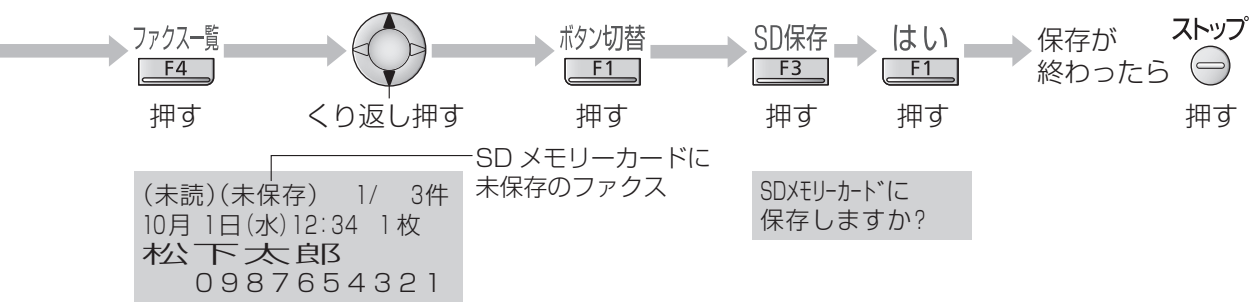 ファクス一覧
F4
押す
くり返し押す
ボタン切替
F1
押す
SD保存
F3
押す
はい
F1
押す
保存が
終わったら
ストップ
押す
SD メモリーカードに
未保存のファクス
(未読)(未保存) 1/ 3件
10月 1日(水)12:34 1枚
松下太郎
0987654321
SDメモリーカードに
保存しますか?